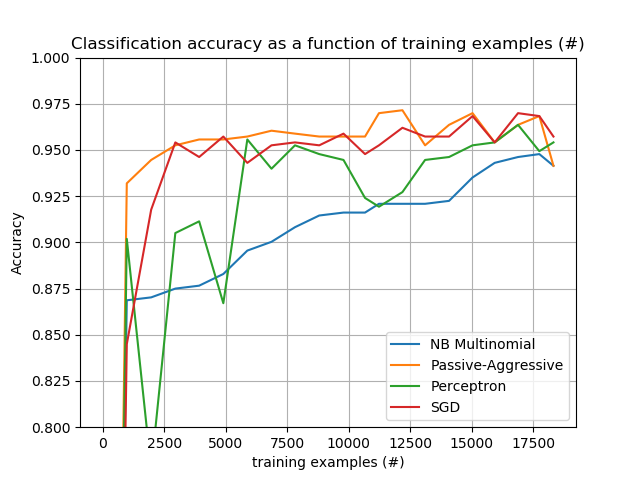 Classification accuracy as a function of training examples (#)
1.000
0.975
0.950
0.925
0.900
0.875
0.850
0.825
0.800
Accuracy
NB Multinomial
Passive-Aggressive
Perceptron
SGD
0 2500 5000 7500 10000 12500 15000 17500
training examples (#)